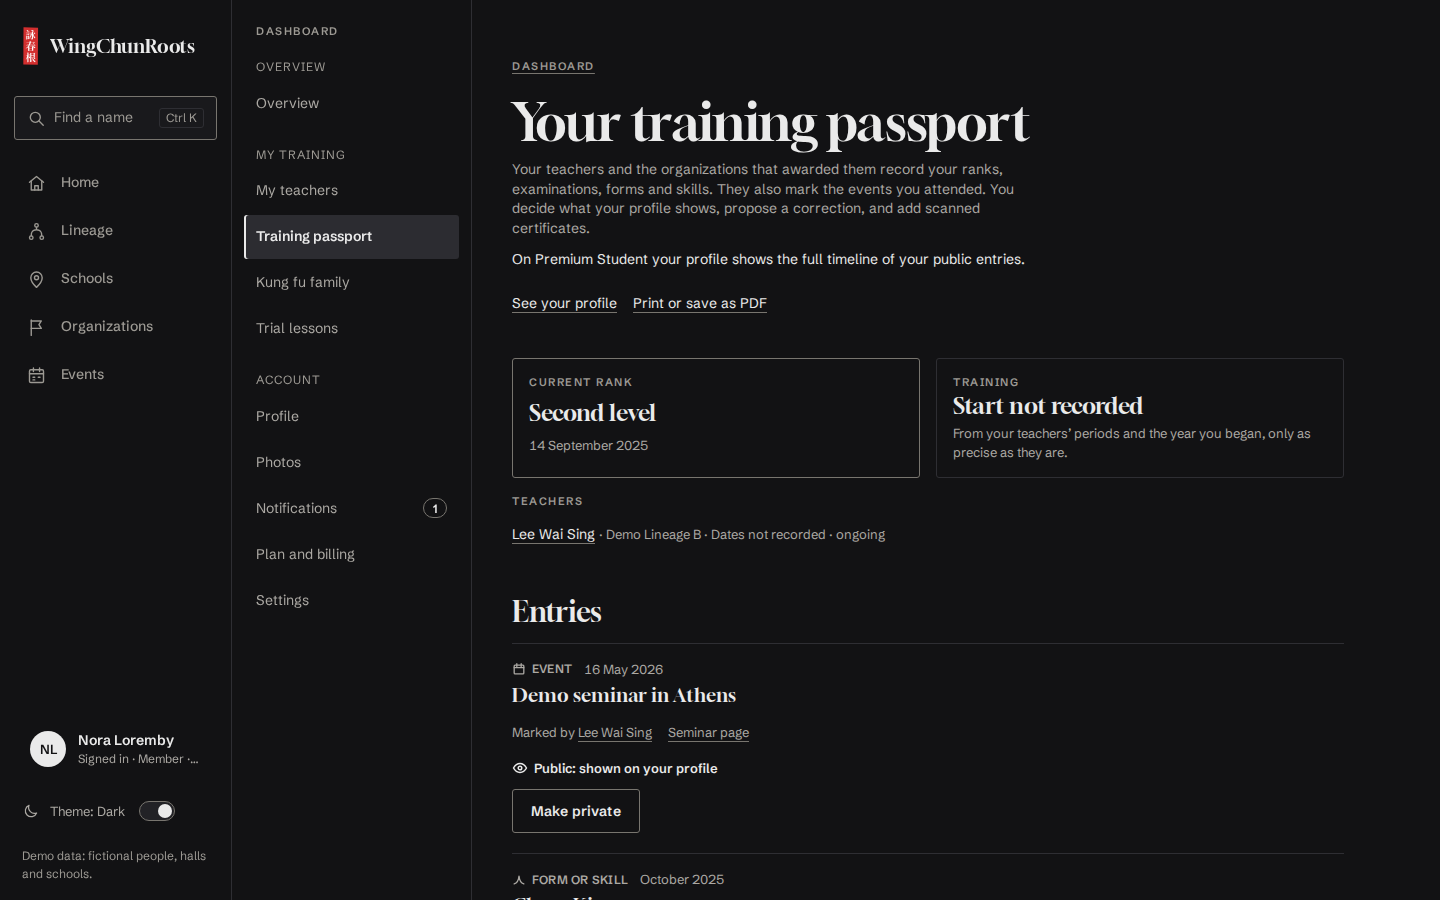 詠春根
WingChunRoots
Find a name
Ctrl K
Home
Lineage
Schools
Organizations
Events
Nora Loremby
Signed in · Member ·…
NL
Theme: Dark
Demo data: fictional people, halls
and schools.
DASHBOARD
OVERVIEW
Overview
MY TRAINING
My teachers
Training passport
Kung fu family
Trial lessons
ACCOUNT
Profile
Photos
Notifications
1
Plan and billing
Settings
DASHBOARD
Your training passport
Your teachers and the organizations that awarded them record your ranks,
examinations, forms and skills. They also mark the events you attended. You
decide what your profile shows, propose a correction, and add scanned
certificates.
On Premium Student your profile shows the full timeline of your public entries.
See your profile
Print or save as PDF
CURRENT RANK
Second level
14 September 2025
TRAINING
Start not recorded
From your teachers’ periods and the year you began, only as
precise as they are.
TEACHERS
Lee Wai Sing · Demo Lineage B · Dates not recorded · ongoing
Entries
EVENT 16 May 2026
Demo seminar in Athens
Marked by Lee Wai Sing Seminar page
Public: shown on your profile
Make private
FORM OR SKILL October 2025